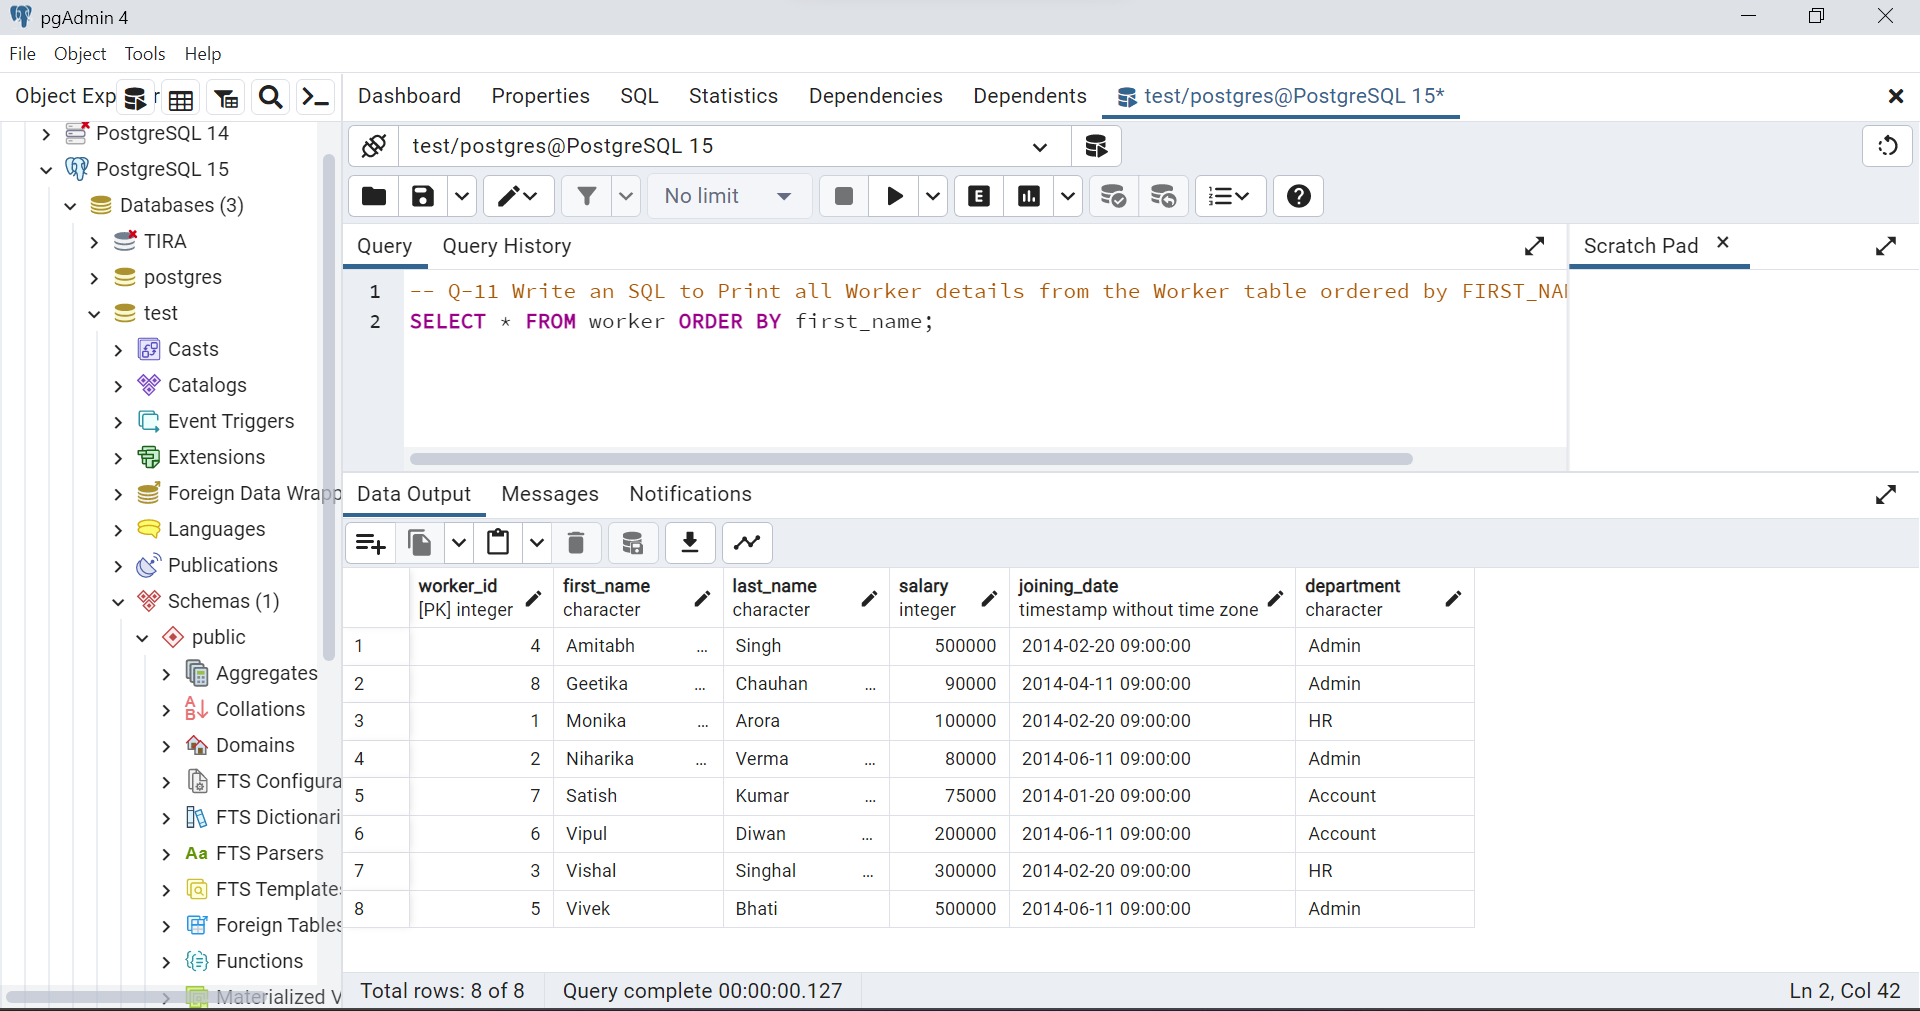 pgAdmin 4
File Object Tools Help
Object Exp r
Dashboard Properties SQL Statistics Dependencies Dependents test/postgres@PostgreSQL 15*
PostgreSQL 14
PostgreSQL 15
Databases (3)
TIRA
postgres
test
Casts
Catalogs
Event Triggers
Extensions
Foreign Data Wrapp
Languages
Publications
Schemas (1)
public
Aggregates
Collations
Domains
FTS Configura
FTS Dictionari
Aa FTS Parsers
FTS Template
Foreign Tables
Functions
Materialized V
test/postgres@PostgreSQL 15
No limit
E
Query Query History
Scratch Pad
1 -- Q-11 Write an SQL to Print all Worker details from the Worker table ordered by FIRST_NA
2 SELECT * FROM worker ORDER BY first_name;
Data Output Messages Notifications
worker_id first_name last_name salary joining_date department
[PK] integer character character integer timestamp without time zone character
1 4 Amitabh ... Singh 500000 2014-02-20 09:00:00 Admin
2 8 Geetika ... Chauhan ... 90000 2014-04-11 09:00:00 Admin
3 1 Monika ... Arora 100000 2014-02-20 09:00:00 HR
4 2 Niharika ... Verma ... 80000 2014-06-11 09:00:00 Admin
5 7 Satish Kumar ... 75000 2014-01-20 09:00:00 Account
6 6 Vipul Diwan ... 200000 2014-06-11 09:00:00 Account
7 3 Vishal Singhal ... 300000 2014-02-20 09:00:00 HR
8 5 Vivek Bhati 500000 2014-06-11 09:00:00 Admin
Total rows: 8 of 8 Query complete 00:00:00.127 Ln 2, Col 42